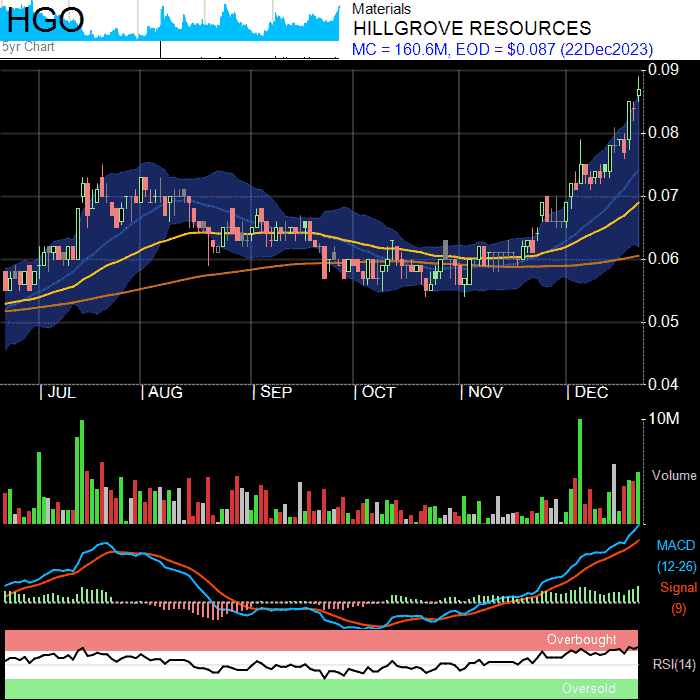 HGO
5yr Chart
Materials
HILLGROVE RESOURCES
MC = 160.6M, EOD = $0.087 (22Dec2023)
0.09
0.08
0.07
0.06
0.05
0.04
JUL AUG SEP OCT NOV DEC
10M
Volume
MACD
(12-26)
Signal
(9)
Overbought
RSI(14)
Oversold